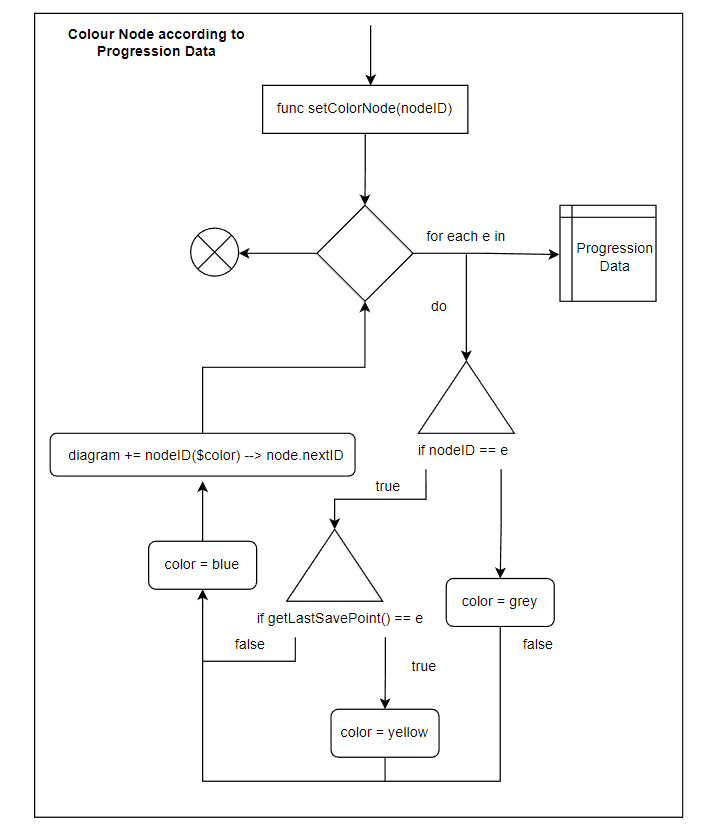 Colour Node according to
Progression Data
func setColorNode(nodeID)
for each e in
Progression
Data
do
if nodeID == e
diagram += nodeID($color) --> node.nextID
true
color = blue
color = grey
if getLastSavePoint() == e
false
false
true
color = yellow